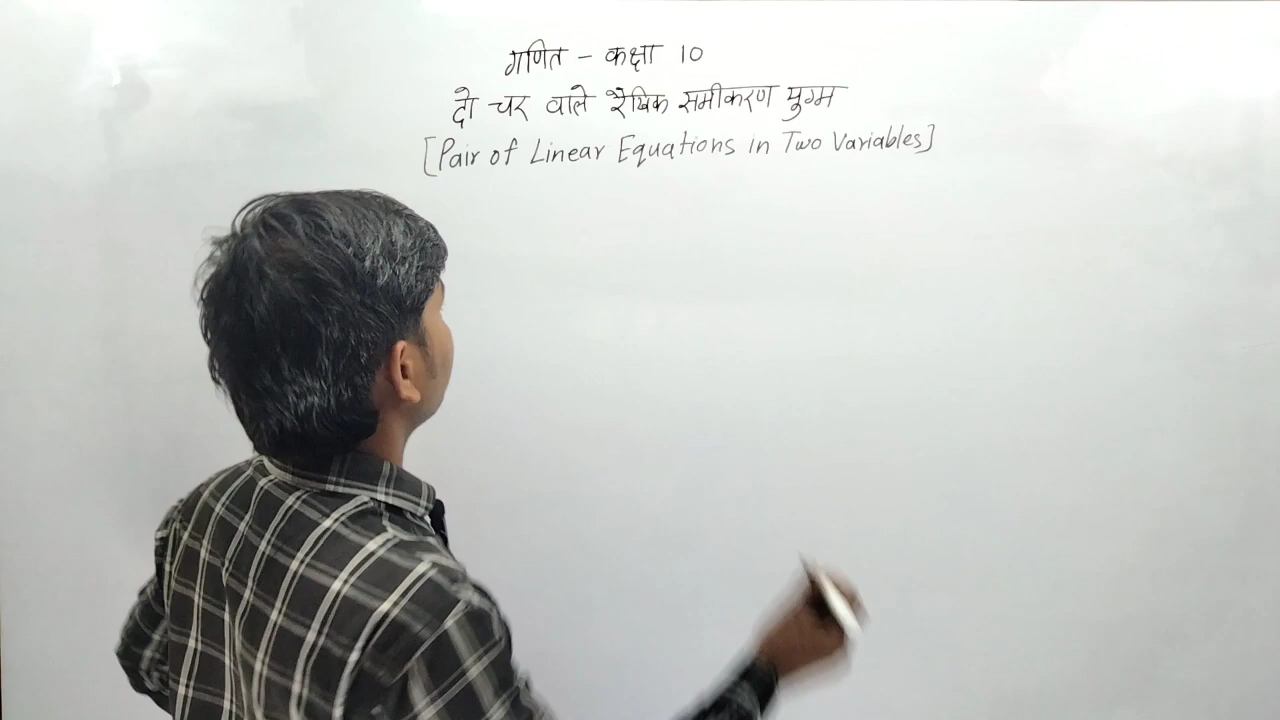 गणित - कक्षा 10
दो चर वाले रैखिक समीकरण युग्म
[Pair of Linear Equations in Two Variables]